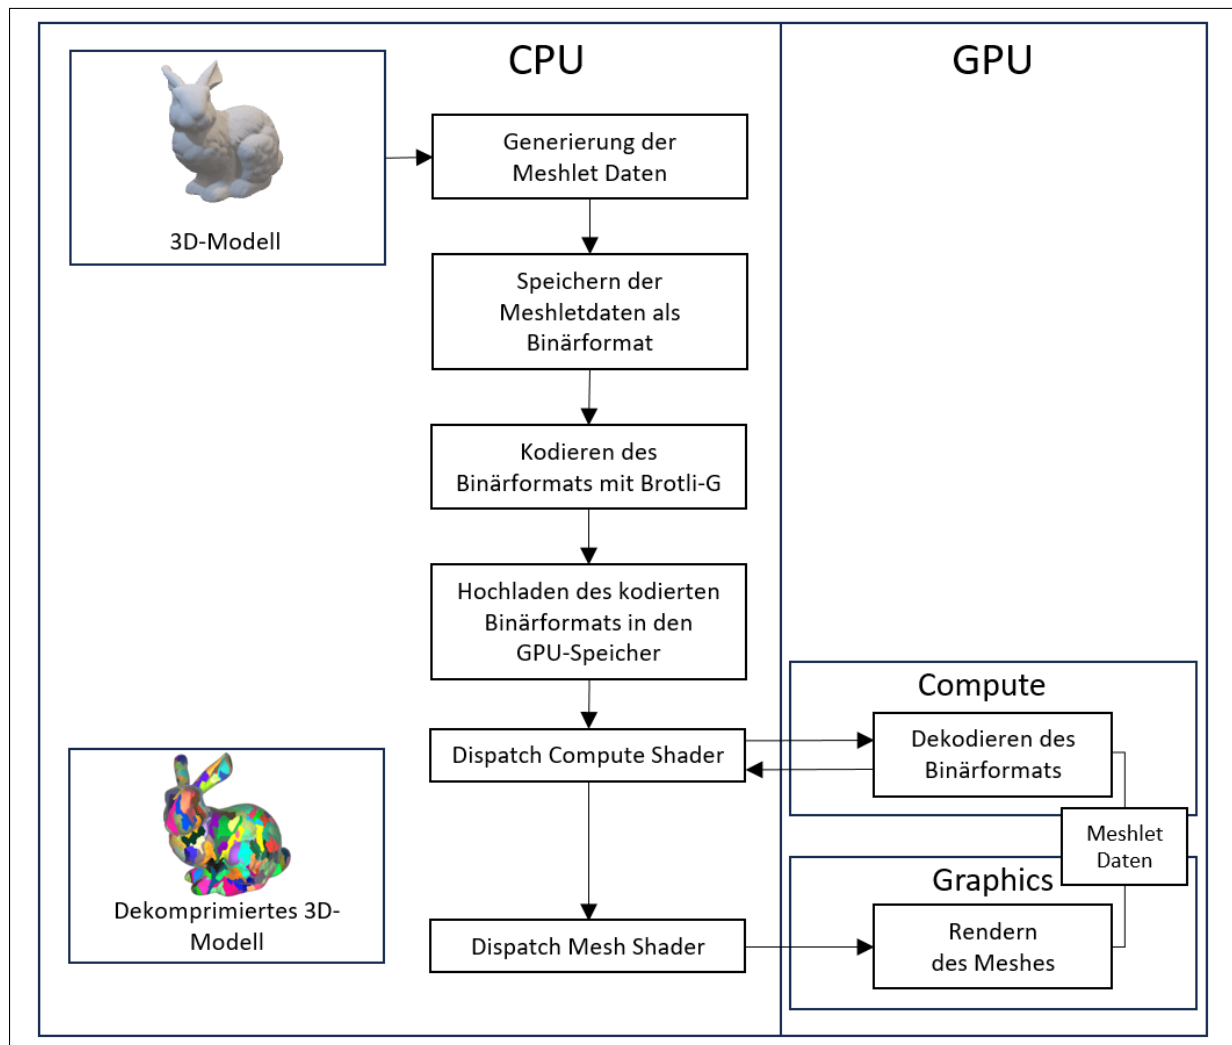 CPU
GPU
3D-Modell
Generierung der
Meshlet Daten
Speichern der
Meshletdaten als
Binärformat
Kodieren des
Binärformats mit Brotli-G
Hochladen des kodierten
Binärformats in den
GPU-Speicher
Dispatch Compute Shader
Compute
Dekodieren des
Binärformats
Meshlet
Daten
Dekomprimiertes 3D-
Modell
Dispatch Mesh Shader
Graphics
Rendern
des Meshes